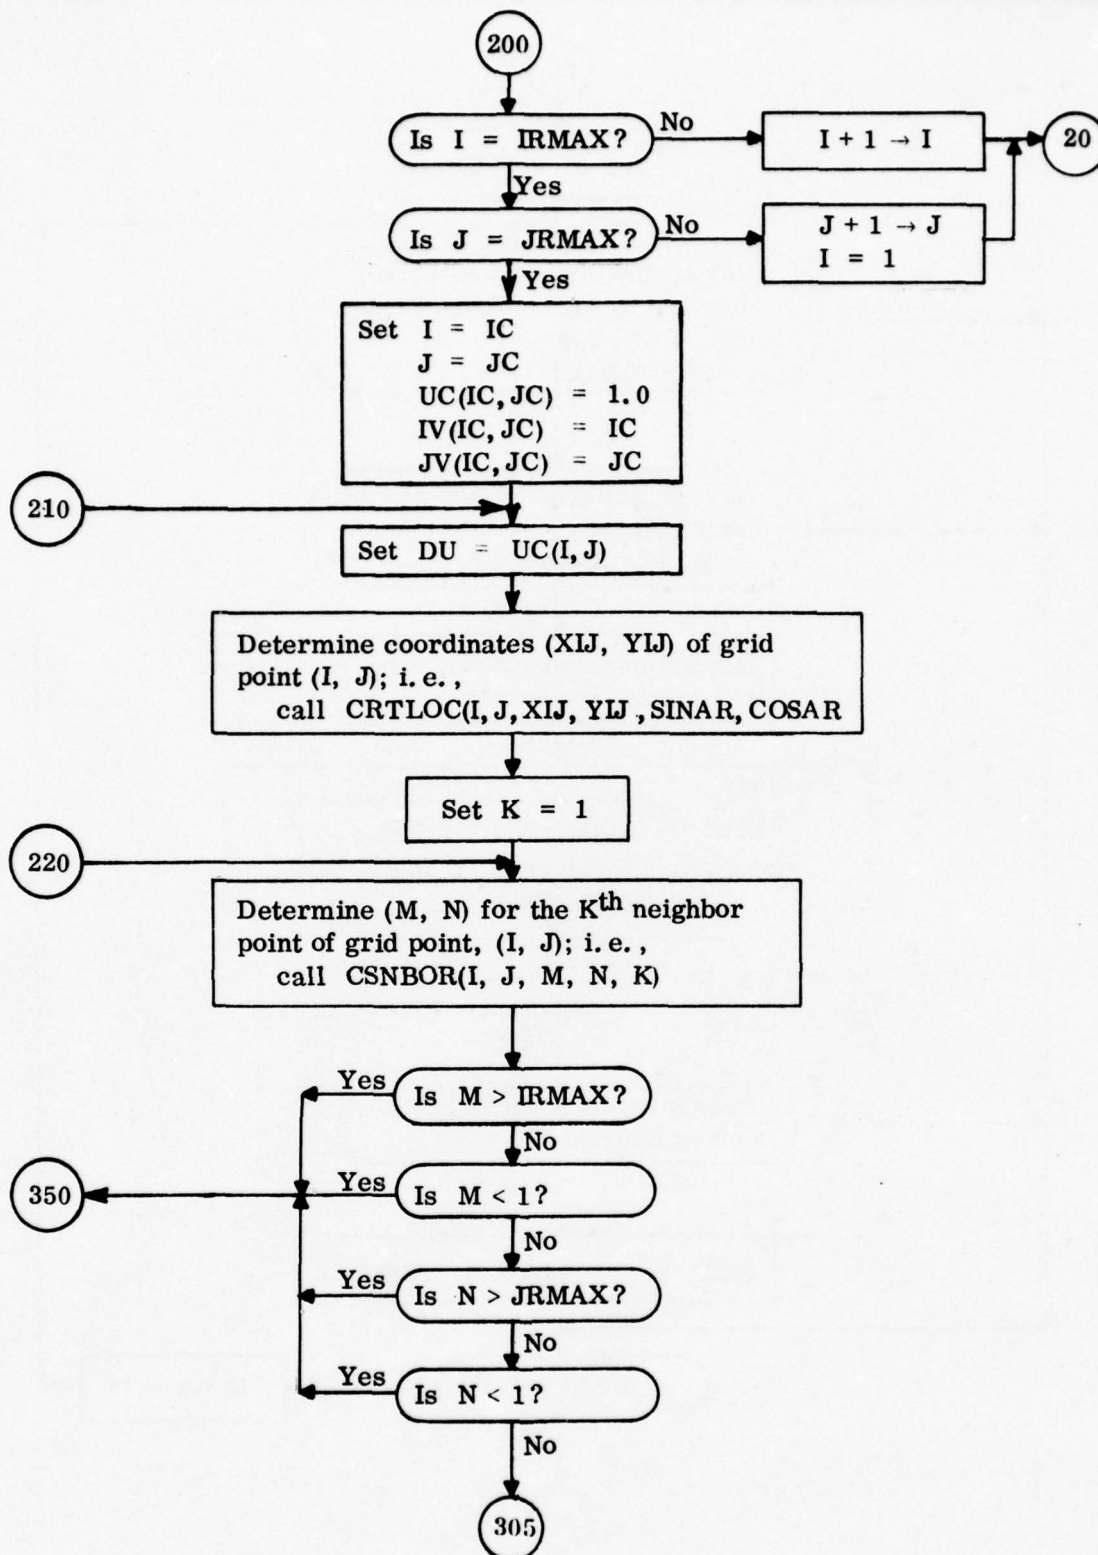 200
Is I = IRMAX?
No
I + 1 → I
20
Yes
Is J = JRMAX?
No
J + 1 → J
I = 1
Yes
Set I = IC
J = JC
UC(IC, JC) = 1.0
IV(IC, JC) = IC
JV(IC, JC) = JC
210
Set DU = UC(I, J)
Determine coordinates (XIJ, YIJ) of grid
point (I, J); i. e.,
call CRTLOC(I, J, XIJ, YIJ , SINAR, COSAR
Set K = 1
220
Determine (M, N) for the Kth neighbor
point of grid point, (I, J); i. e.,
call CSNBOR(I, J, M, N, K)
Yes
Is M > IRMAX?
No
350
Yes
Is M < 1?
No
Yes
Is N > JRMAX?
No
Yes
Is N < 1?
No
305